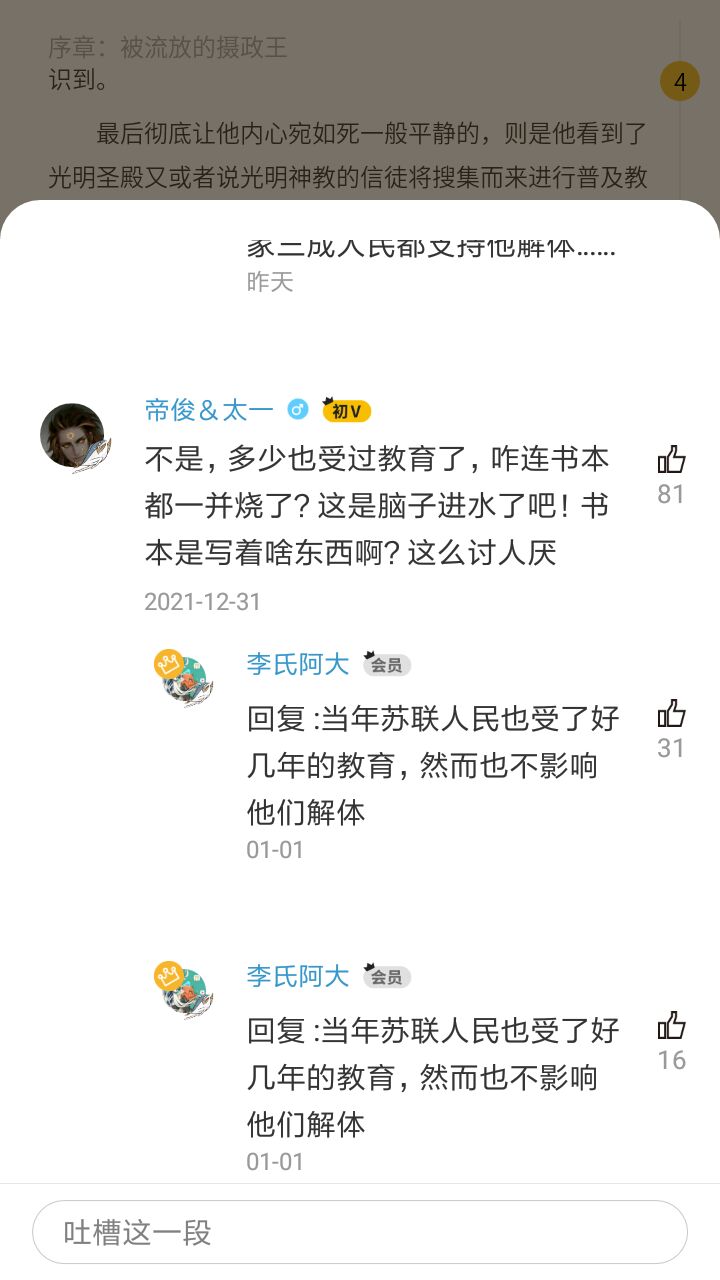 序章：被流放的摄政王
识到。
4
最后彻底让他内心宛如死一般平静的，则是他看到了
光明圣殿又或者说光明神教的信徒将搜集而来进行普及教
家三成人民都支持他解体......
昨天
帝俊＆太一 初V
不是，多少也受过教育了，咋连书本
都一并烧了？这是脑子进水了吧！书
本是写着啥东西啊？这么讨人厌
81
2021-12-31
李氏阿大 会员
回复 :当年苏联人民也受了好
几年的教育，然而也不影响
他们解体
31
01-01
李氏阿大 会员
回复 :当年苏联人民也受了好
几年的教育，然而也不影响
他们解体
16
01-01
吐槽这一段